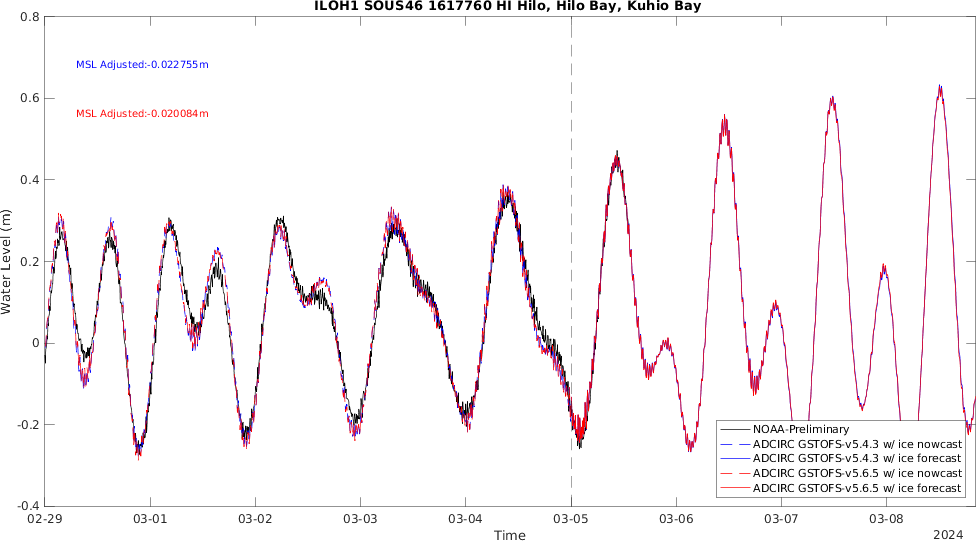 ILOH1 SOUS46 1617760 HI Hilo, Hilo Bay, Kuhio Bay
0.8
0.6
0.4
0.2
0
-0.2
-0.4
Water Level (m)
MSL Adjusted:-0.022755m
MSL Adjusted:-0.020084m
NOAA-Preliminary
ADCIRC GSTOFS-v5.4.3 w/ ice nowcast
ADCIRC GSTOFS-v5.4.3 w/ ice forecast
ADCIRC GSTOFS-v5.6.5 w/ ice nowcast
ADCIRC GSTOFS-v5.6.5 w/ ice forecast
02-29 03-01 03-02 03-03 03-04 03-05 03-06 03-07 03-08
Time
2024